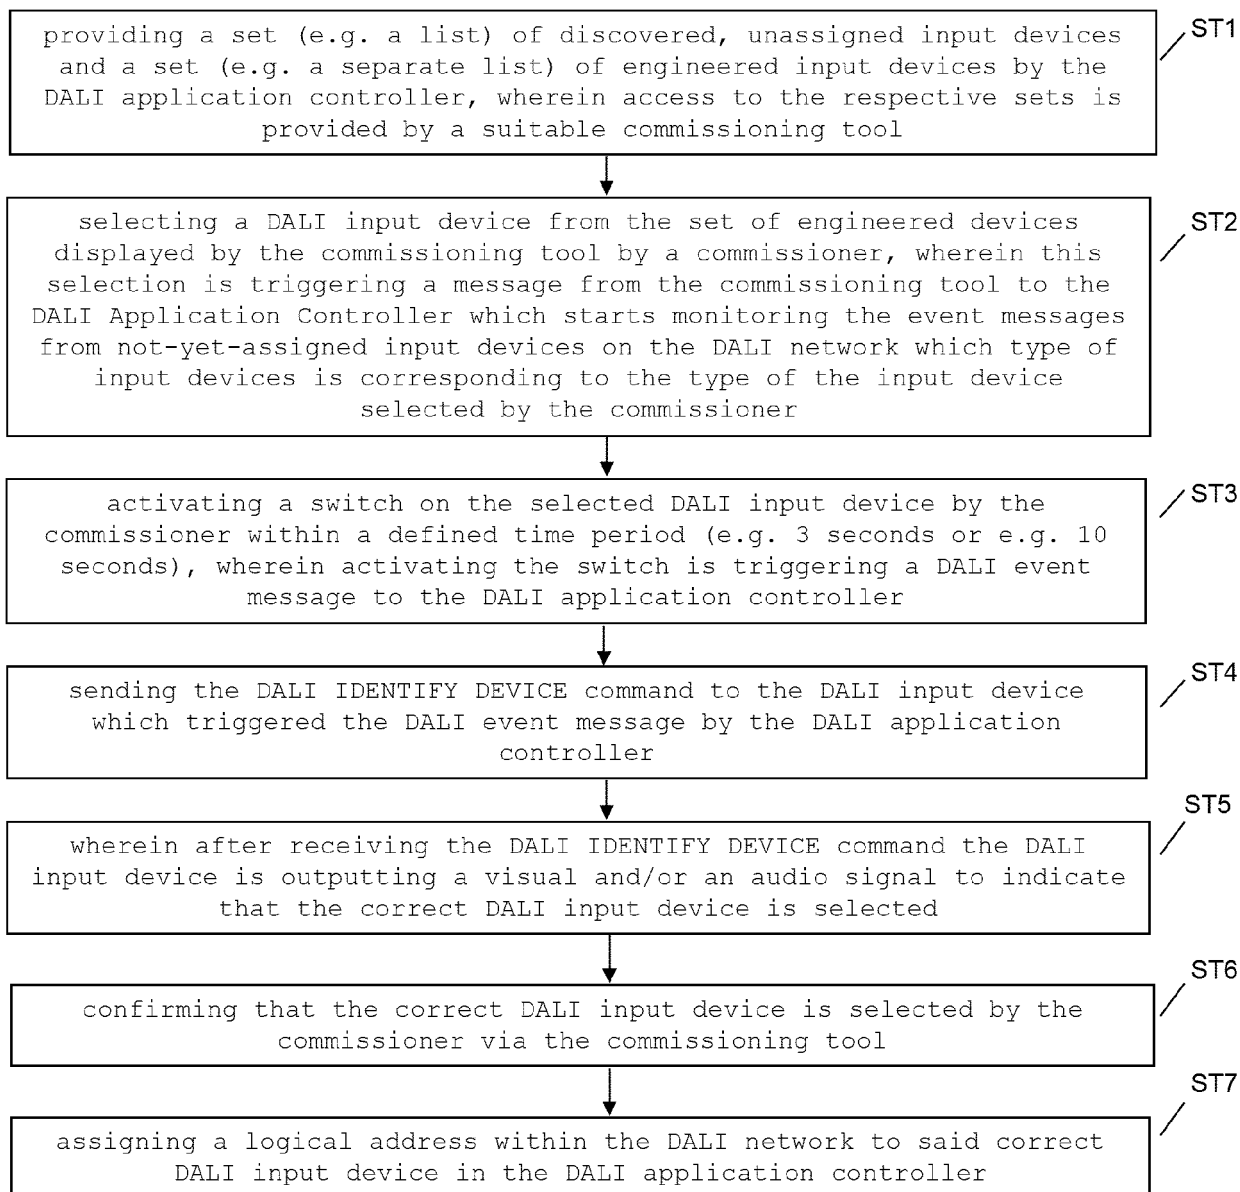 providing a set (e.g. a list) of discovered, unassigned input devices
and a set (e.g. a separate list) of engineered input devices by the
DALI application controller, wherein access to the respective sets is
provided by a suitable commissioning tool
ST1
selecting a DALI input device from the set of engineered devices
displayed by the commissioning tool by a commissioner, wherein this
selection is triggering a message from the commissioning tool to the
DALI Application Controller which starts monitoring the event messages
from not-yet-assigned input devices on the DALI network which type of
input devices is corresponding to the type of the input device
selected by the commissioner
ST2
activating a switch on the selected DALI input device by the
commissioner within a defined time period (e.g. 3 seconds or e.g. 10
seconds), wherein activating the switch is triggering a DALI event
message to the DALI application controller
ST3
sending the DALI IDENTIFY DEVICE command to the DALI input device
which triggered the DALI event message by the DALI application
controller
ST4
wherein after receiving the DALI IDENTIFY DEVICE command the DALI
input device is outputting a visual and/or an audio signal to indicate
that the correct DALI input device is selected
ST5
confirming that the correct DALI input device is selected by the
commissioner via the commissioning tool
ST6
assigning a logical address within the DALI network to said correct
DALI input device in the DALI application controller
ST7